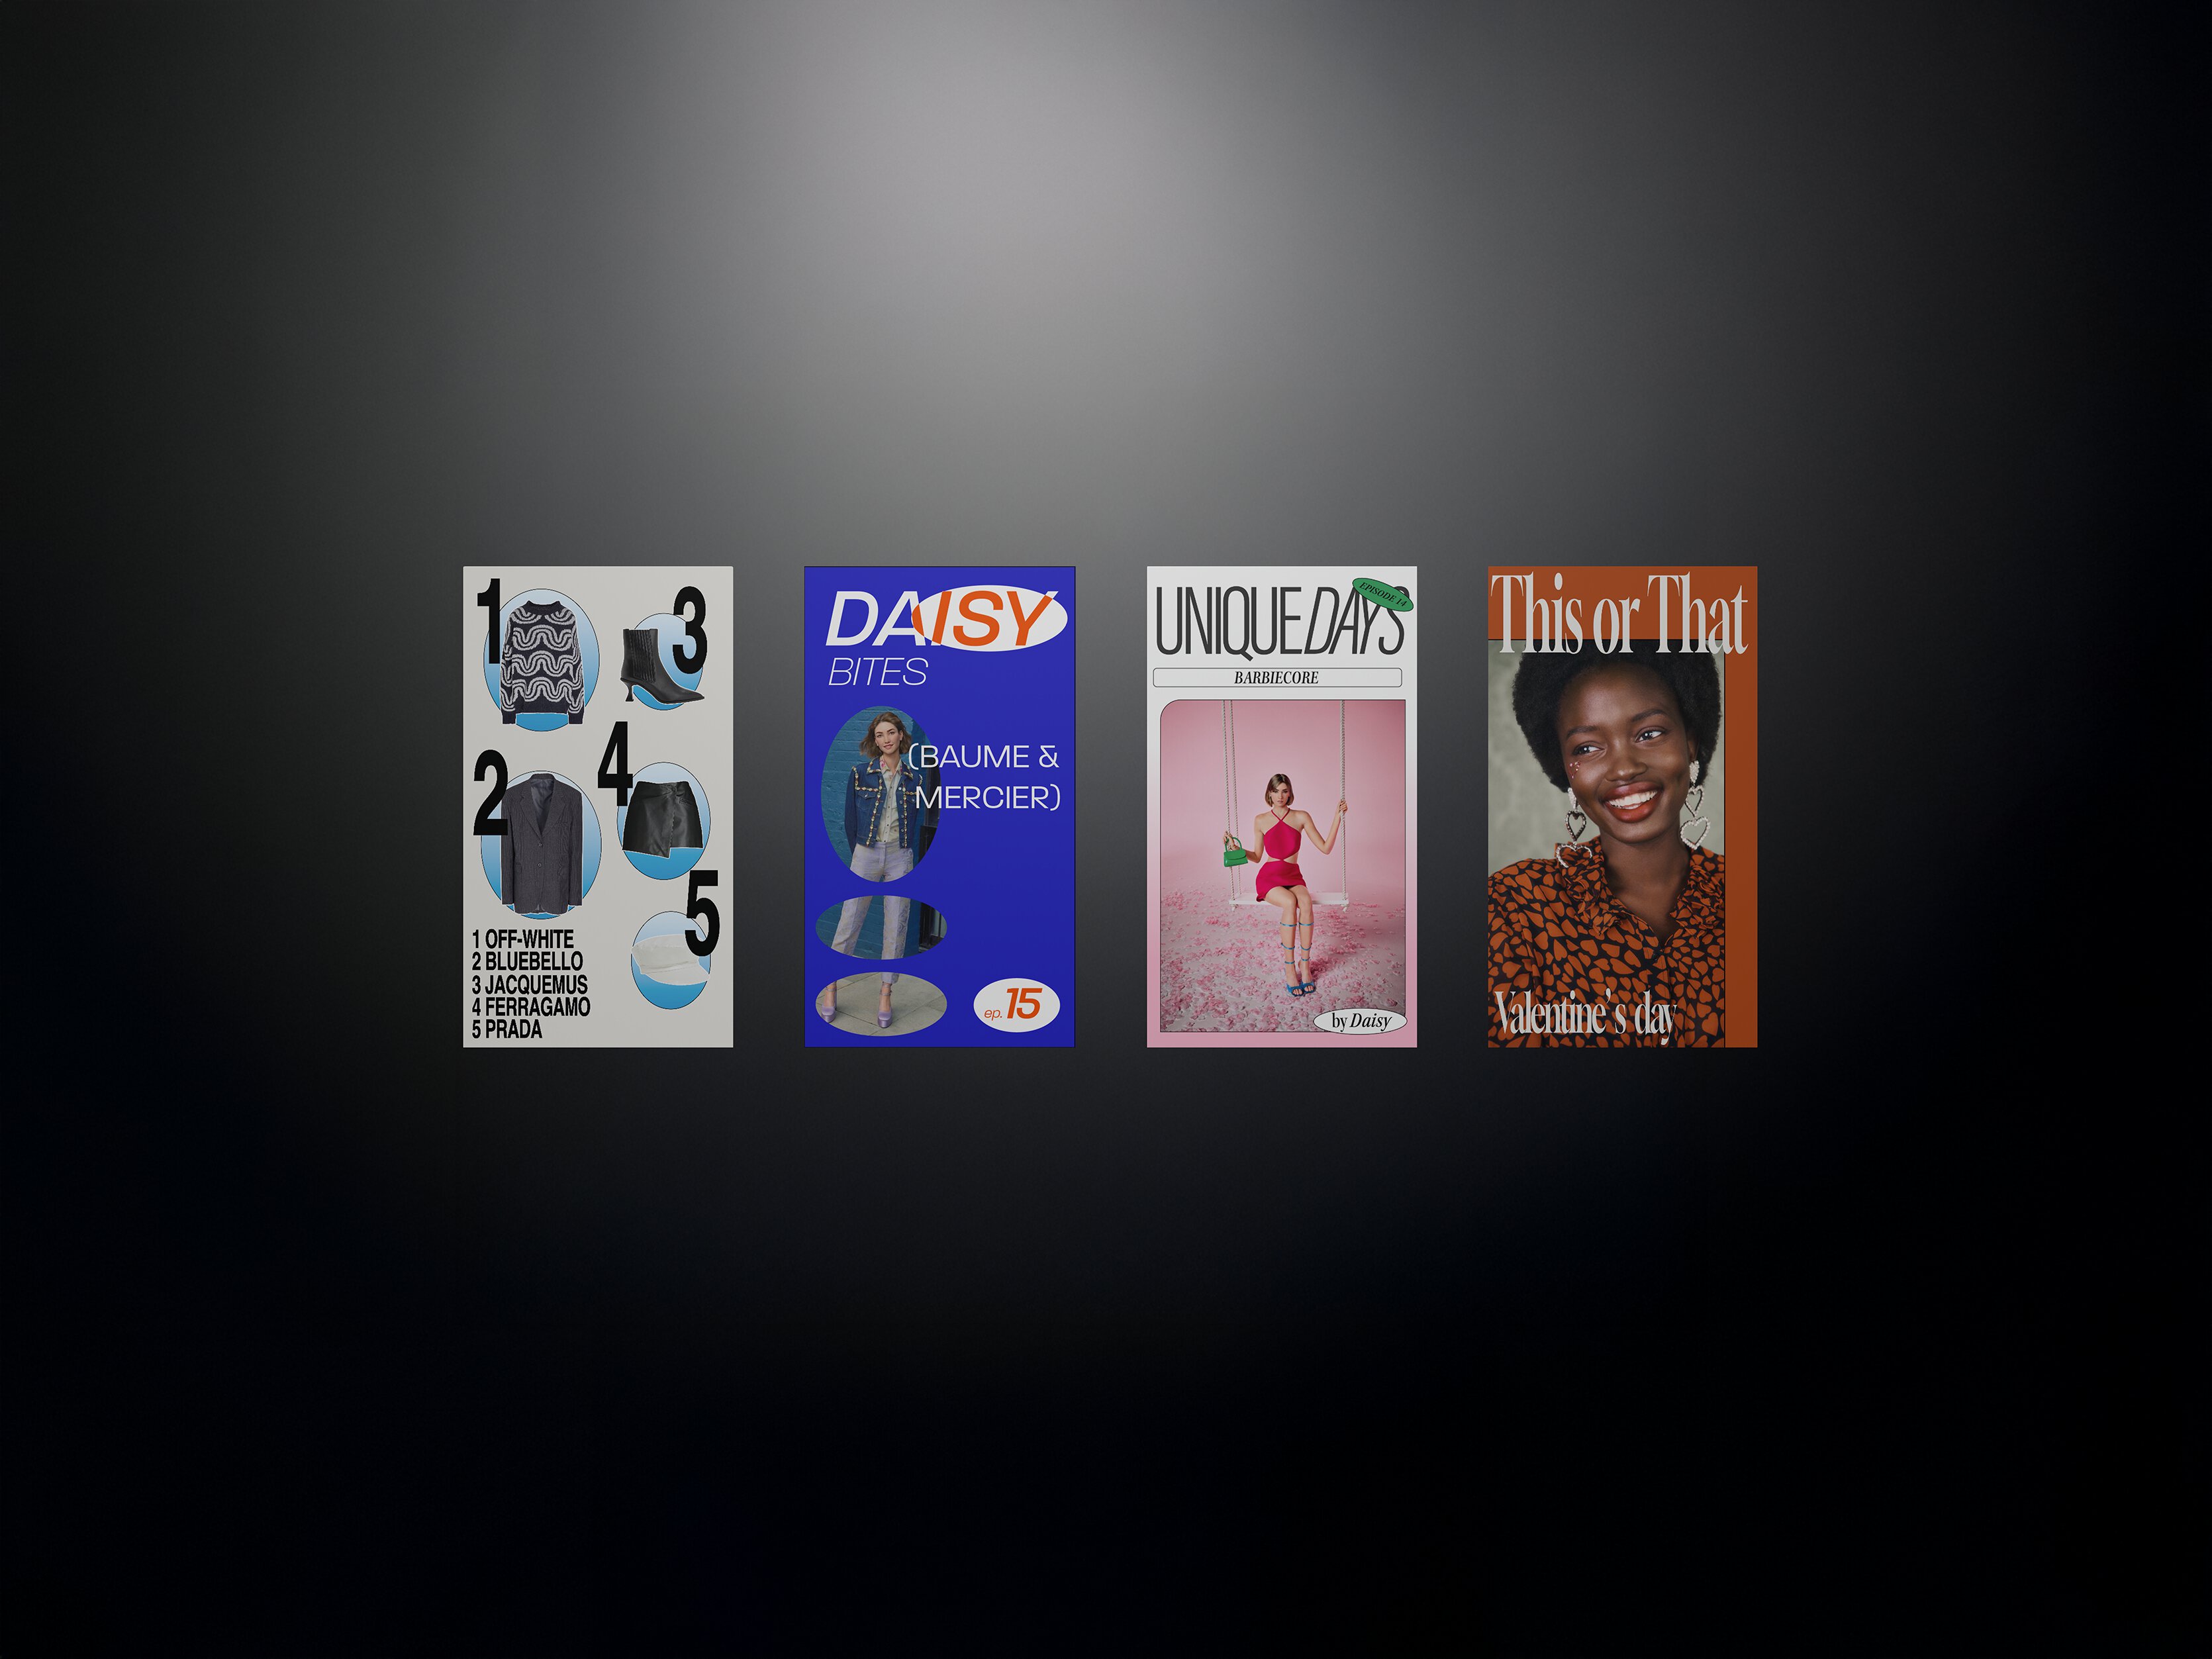 1
3
2
4
5
1 OFF-WHITE
2 BLUEBELLO
3 JACQUEMUS
4 FERRAGAMO
5 PRADA
DAISY
BITES
(BAUME &
MERCIER)
ep. 15
UNIQUEDAYS
EPISODE 14
BARBIECORE
by Daisy
This or That
Valentine's day